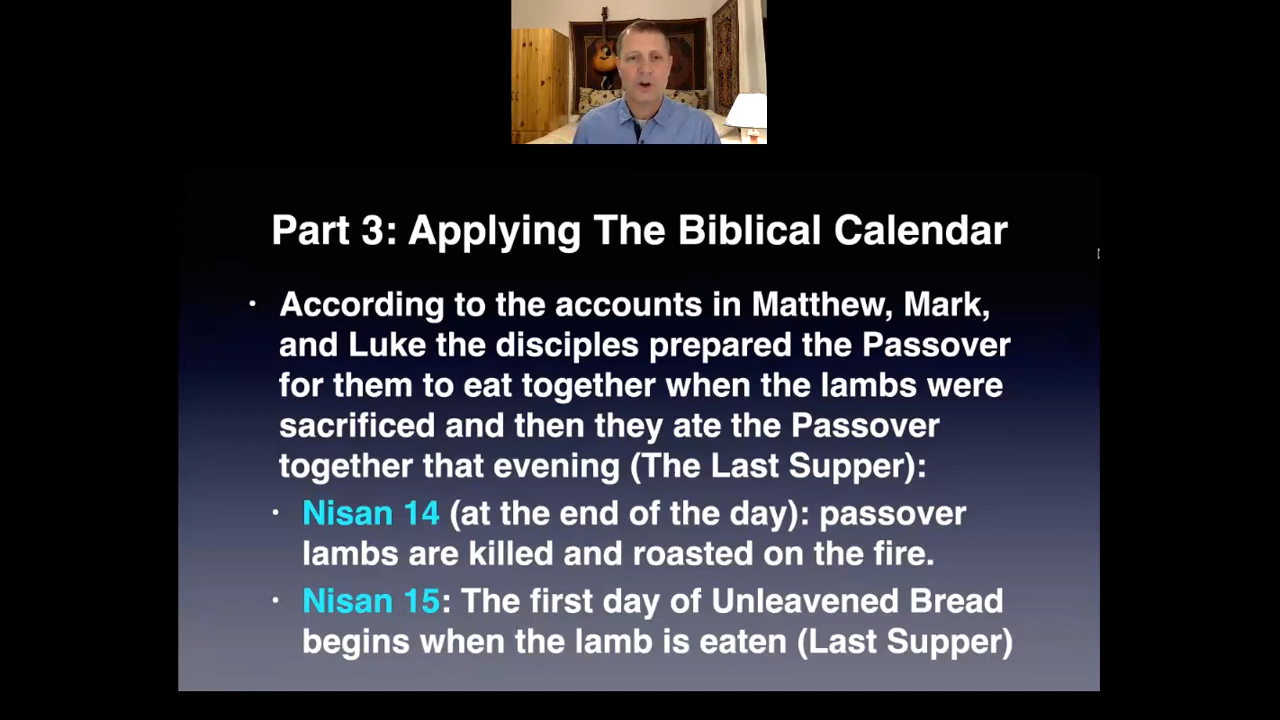 Part 3: Applying The Biblical Calendar
• According to the accounts in Matthew, Mark,
and Luke the disciples prepared the Passover
for them to eat together when the lambs were
sacrificed and then they ate the Passover
together that evening (The Last Supper):
• Nisan 14 (at the end of the day): passover
lambs are killed and roasted on the fire.
• Nisan 15: The first day of Unleavened Bread
begins when the lamb is eaten (Last Supper)